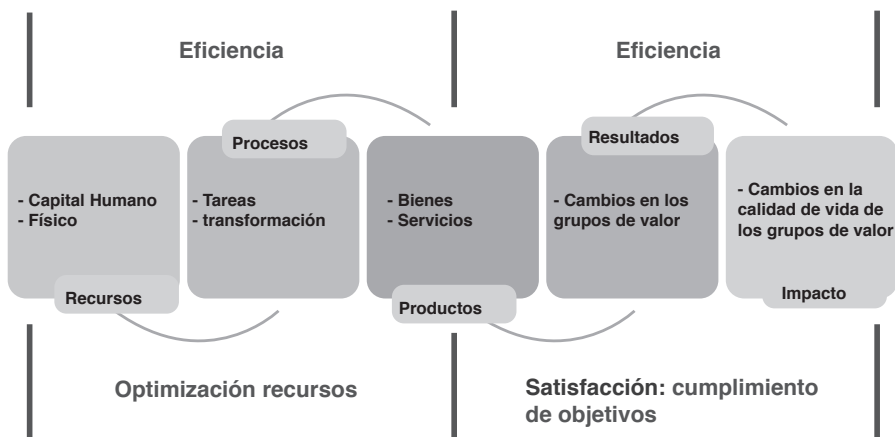 Eficiencia
Eficiencia
Procesos
Resultados
- Capital Humano
- Físico
- Tareas
- transformación
- Bienes
- Servicios
- Cambios en los
grupos de valor
- Cambios en la
calidad de vida de
los grupos de valor
Recursos
Productos
Impacto
Optimización recursos
Satisfacción: cumplimiento
de objetivos